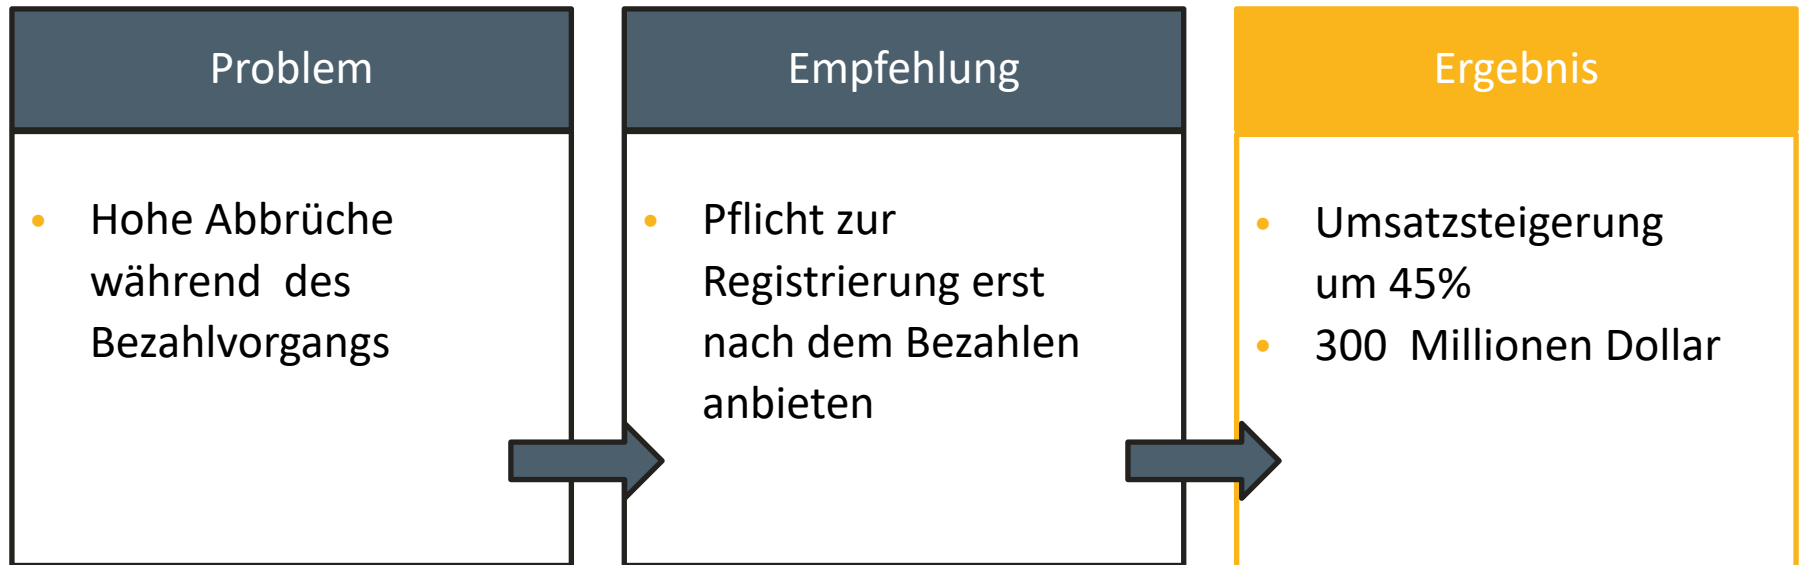 Problem
• Hohe Abbrüche
während des
Bezahlvorgangs
Empfehlung
• Pflicht zur
Registrierung erst
nach dem Bezahlen
anbieten
Ergebnis
• Umsatzsteigerung
um 45%
• 300 Millionen Dollar